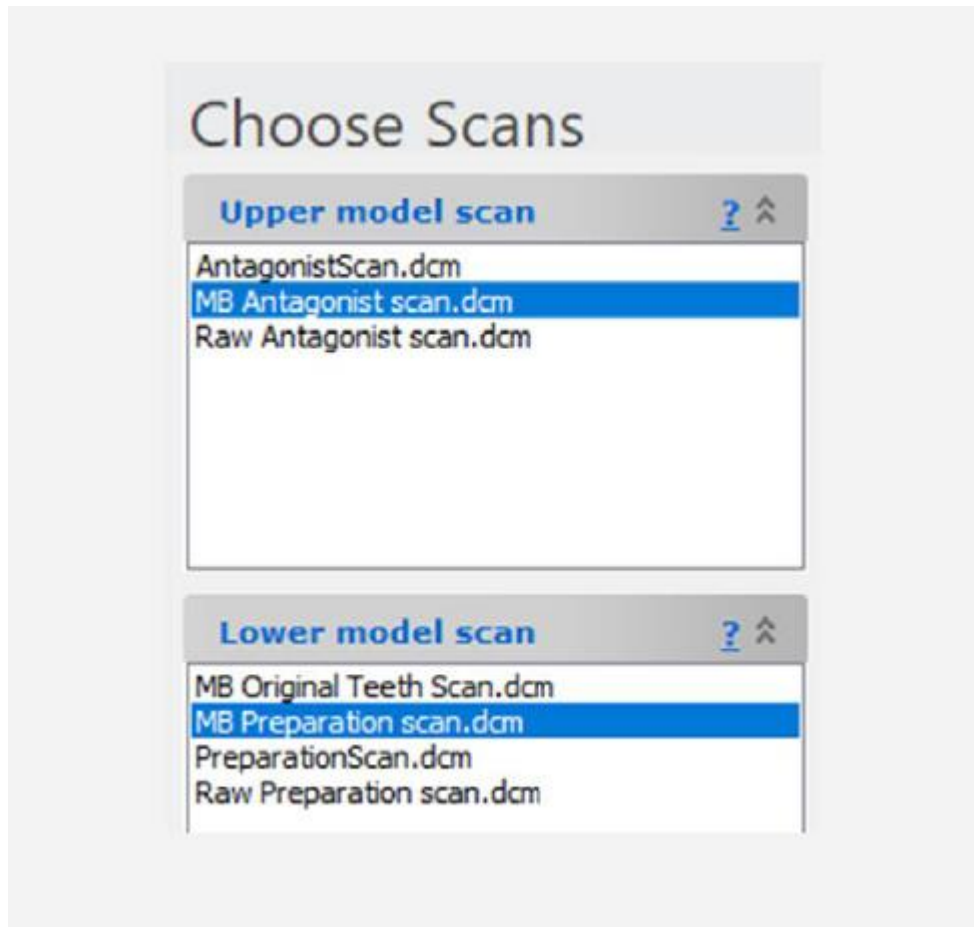 Choose Scans
Upper model scan ?
AntagonistScan.dcm
MB Antagonist scan.dcm
Raw Antagonist scan.dcm
Lower model scan ?
MB Original Teeth Scan.dcm
MB Preparation scan.dcm
PreparationScan.dcm
Raw Preparation scan.dcm